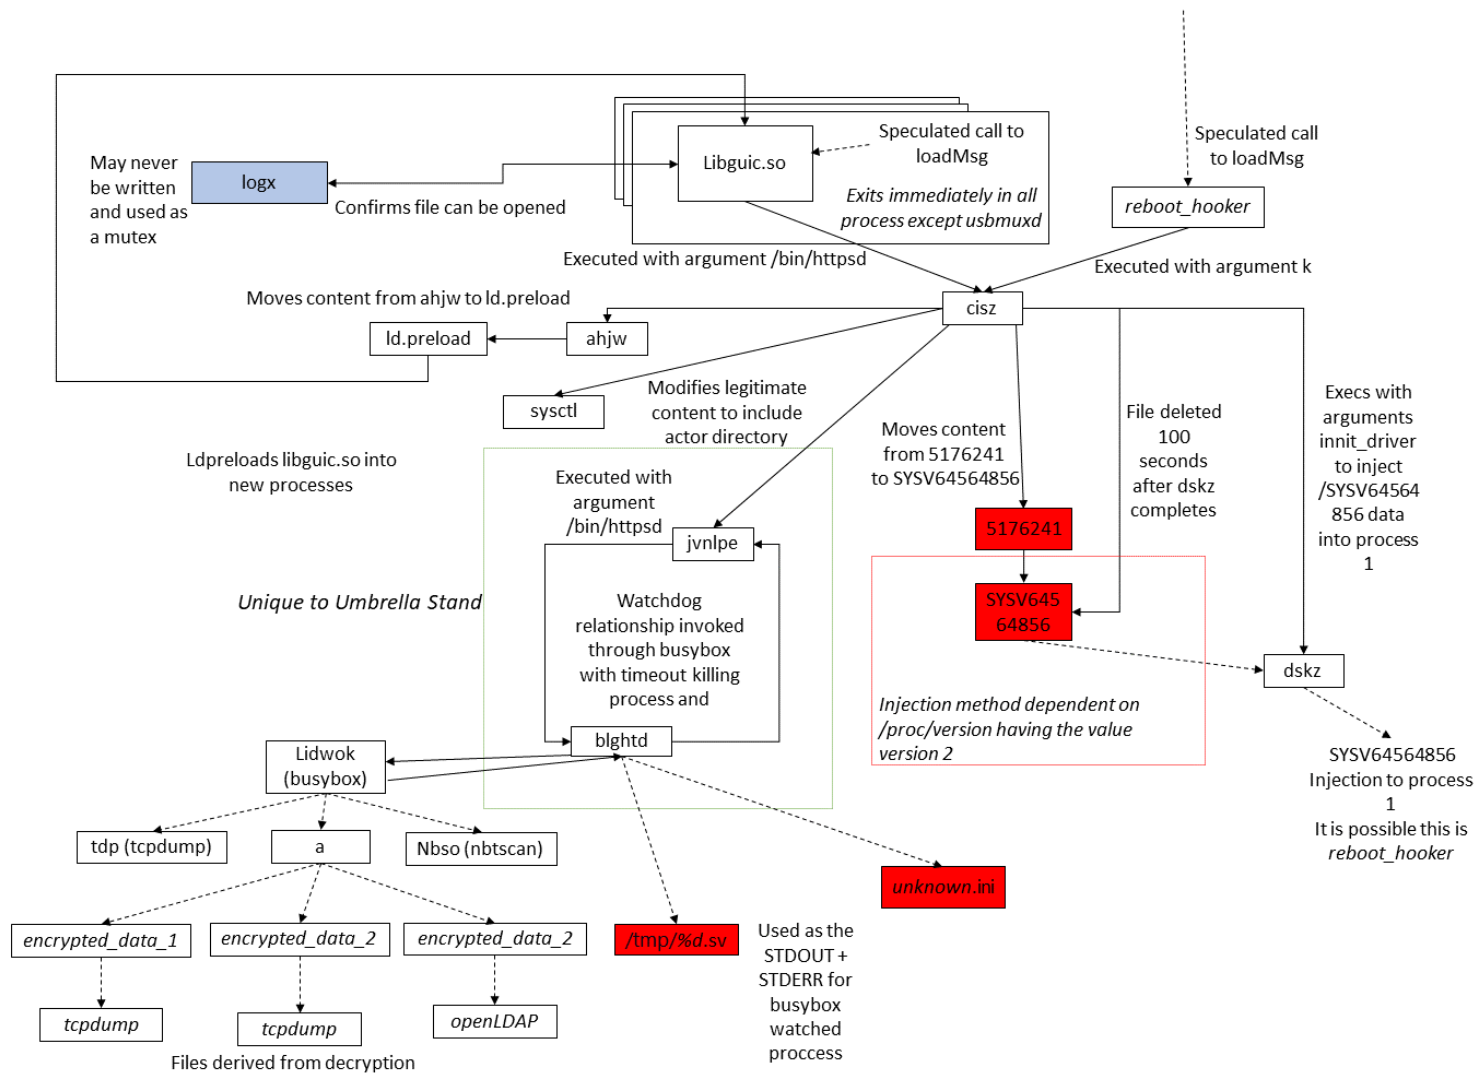 Speculated call to
loadMsg
Speculated call
to loadMsg
Libguic.so
May never
be written
and used as
a mutex
logx
Exits immediately in all
process except usbmuxd
reboot_hooker
Confirms file can be opened
Executed with argument /bin/httpsd
Executed with argument k
Moves content from ahjw to ld.preload
cisz
ld.preload
ahjw
sysctl
Modifies legitimate
content to include
actor directory
Moves content
from 5176241
to SYSV64564856
File deleted
100
seconds
after dskz
completes
Execs with
arguments
innit_driver
to inject
/SYSV64564
856 data
into process
1
Ldpreloads libguic.so into
new processes
Executed with
argument
/bin/httpsd
jvnlpe
5176241
SYSV645
64856
Unique to Umbrella Stand
Watchdog
relationship invoked
through busybox
with timeout killing
process and
dskz
Injection method dependent on
/proc/version having the value
version 2
blghtd
Lidwok
(busybox)
SYSV64564856
Injection to process
1
It is possible this is
reboot_hooker
tdp (tcpdump)
a
Nbso (nbtscan)
unknown.ini
encrypted_data_1
encrypted_data_2
encrypted_data_2
/tmp/%d.sv
Used as the
STDOUT +
STDERR for
busybox
watched
proccess
tcpdump
tcpdump
openLDAP
Files derived from decryption